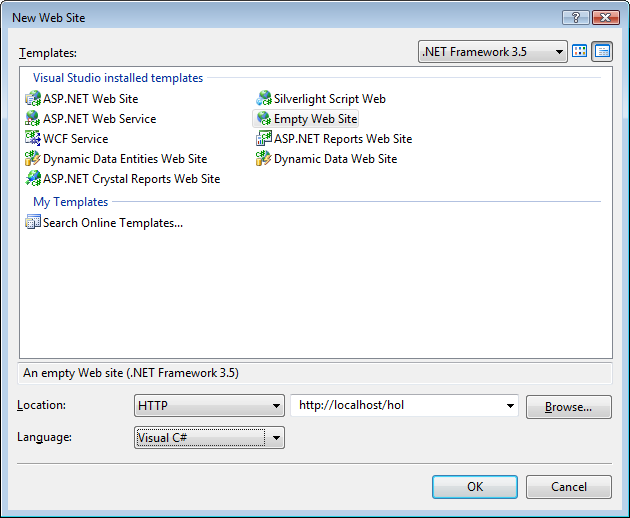 New Web Site
Templates:
.NET Framework 3.5
Visual Studio installed templates
ASP.NET Web Site
Silverlight Script Web
ASP.NET Web Service
Empty Web Site
WCF Service
ASP.NET Reports Web Site
Dynamic Data Entities Web Site
Dynamic Data Web Site
ASP.NET Crystal Reports Web Site
My Templates
Search Online Templates...
An empty Web site (.NET Framework 3.5)
Location:
HTTP
http://localhost/hol
Browse...
Language:
Visual C#
OK
Cancel